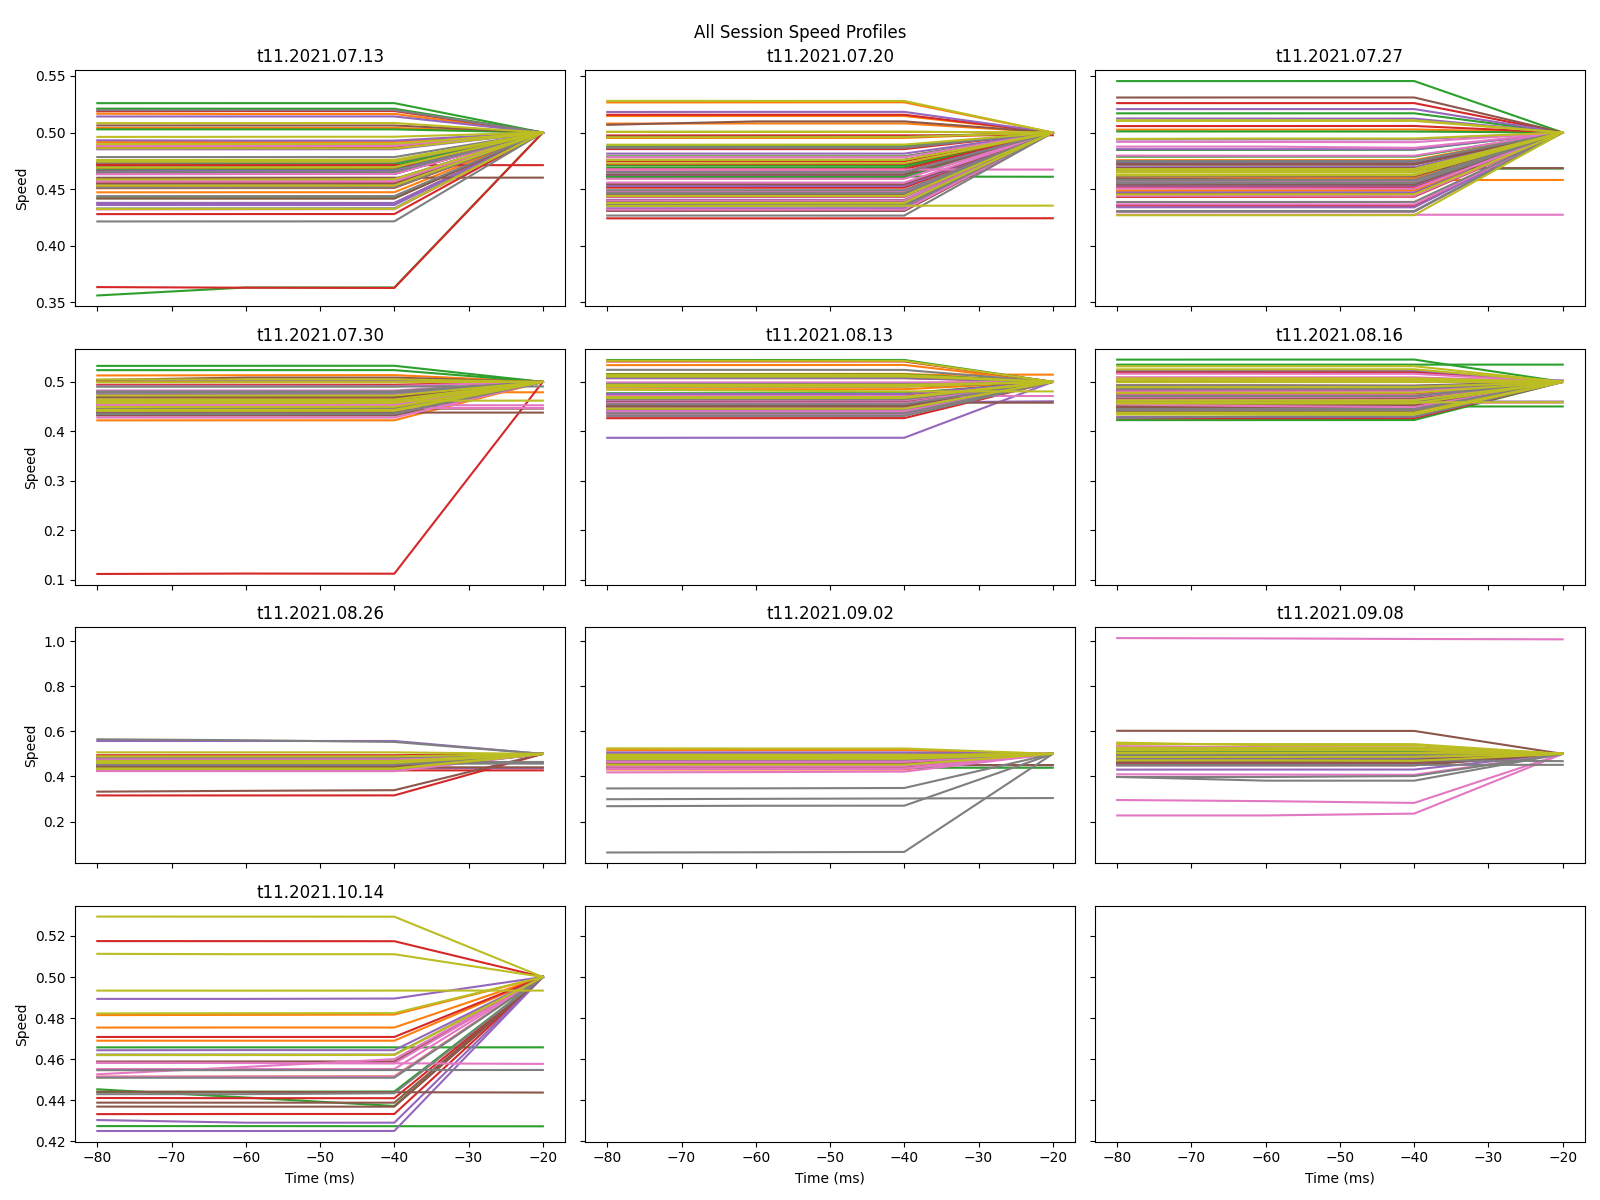 All Session Speed Profiles
t11.2021.07.13
t11.2021.07.20
t11.2021.07.27
0.55
0.50
0.45
0.40
0.35
Speed
t11.2021.07.30
t11.2021.08.13
t11.2021.08.16
0.5
0.4
0.3
0.2
0.1
Speed
t11.2021.08.26
t11.2021.09.02
t11.2021.09.08
1.0
0.8
0.6
0.4
0.2
Speed
t11.2021.10.14
0.52
0.50
0.48
0.46
0.44
0.42
Speed
−80 −70 −60 −50 −40 −30 −20
−80 −70 −60 −50 −40 −30 −20
−80 −70 −60 −50 −40 −30 −20
Time (ms)
Time (ms)
Time (ms)